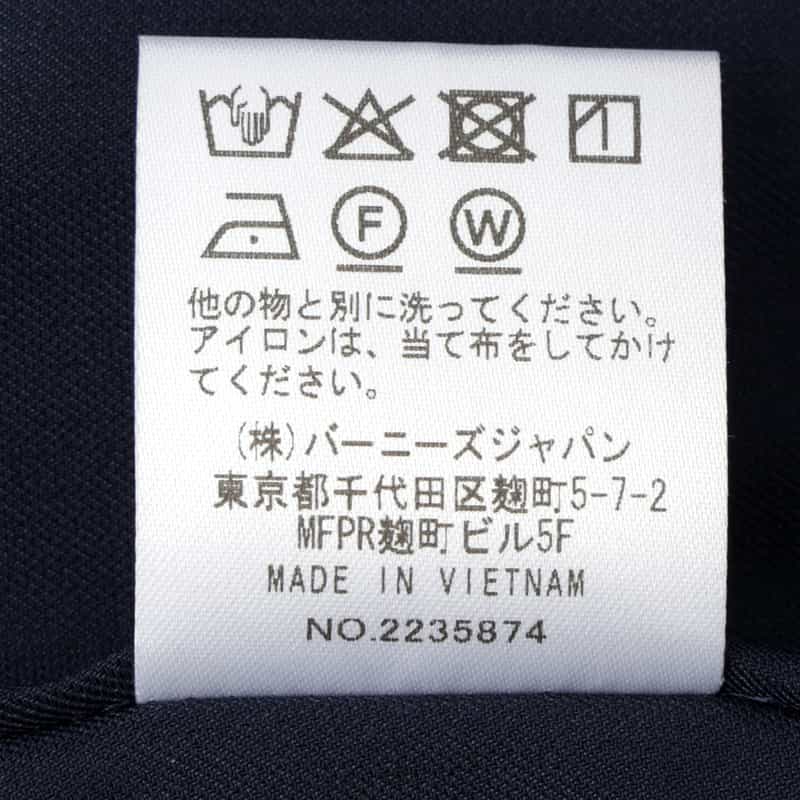 F W
他の物と別に洗ってください。
アイロンは、当て布をしてかけ
てください。
(株)バーニーズジャパン
東京都千代田区麹町5-7-2
MFPR麹町ビル5F
MADE IN VIETNAM
NO.2235874